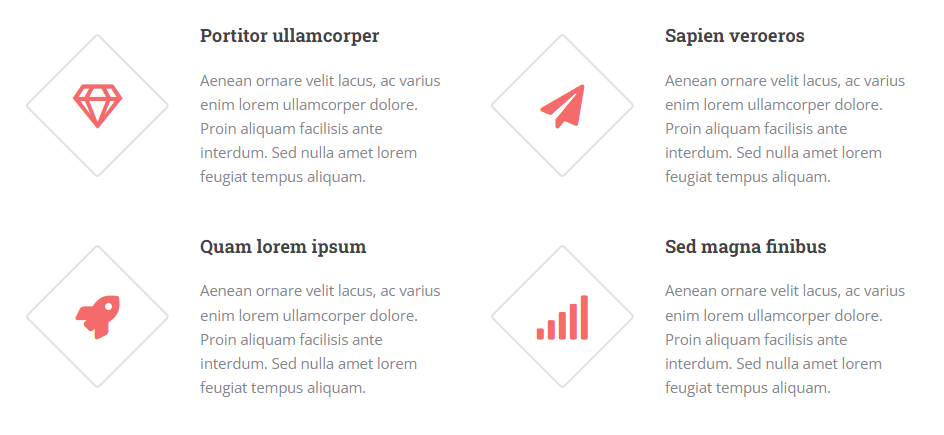 Portitor ullamcorper
Aenean ornare velit lacus, ac varius
enim lorem ullamcorper dolore.
Proin aliquam facilisis ante
interdum. Sed nulla amet lorem
feugiat tempus aliquam.
Sapien veroeros
Aenean ornare velit lacus, ac varius
enim lorem ullamcorper dolore.
Proin aliquam facilisis ante
interdum. Sed nulla amet lorem
feugiat tempus aliquam.
Quam lorem ipsum
Aenean ornare velit lacus, ac varius
enim lorem ullamcorper dolore.
Proin aliquam facilisis ante
interdum. Sed nulla amet lorem
feugiat tempus aliquam.
Sed magna finibus
Aenean ornare velit lacus, ac varius
enim lorem ullamcorper dolore.
Proin aliquam facilisis ante
interdum. Sed nulla amet lorem
feugiat tempus aliquam.